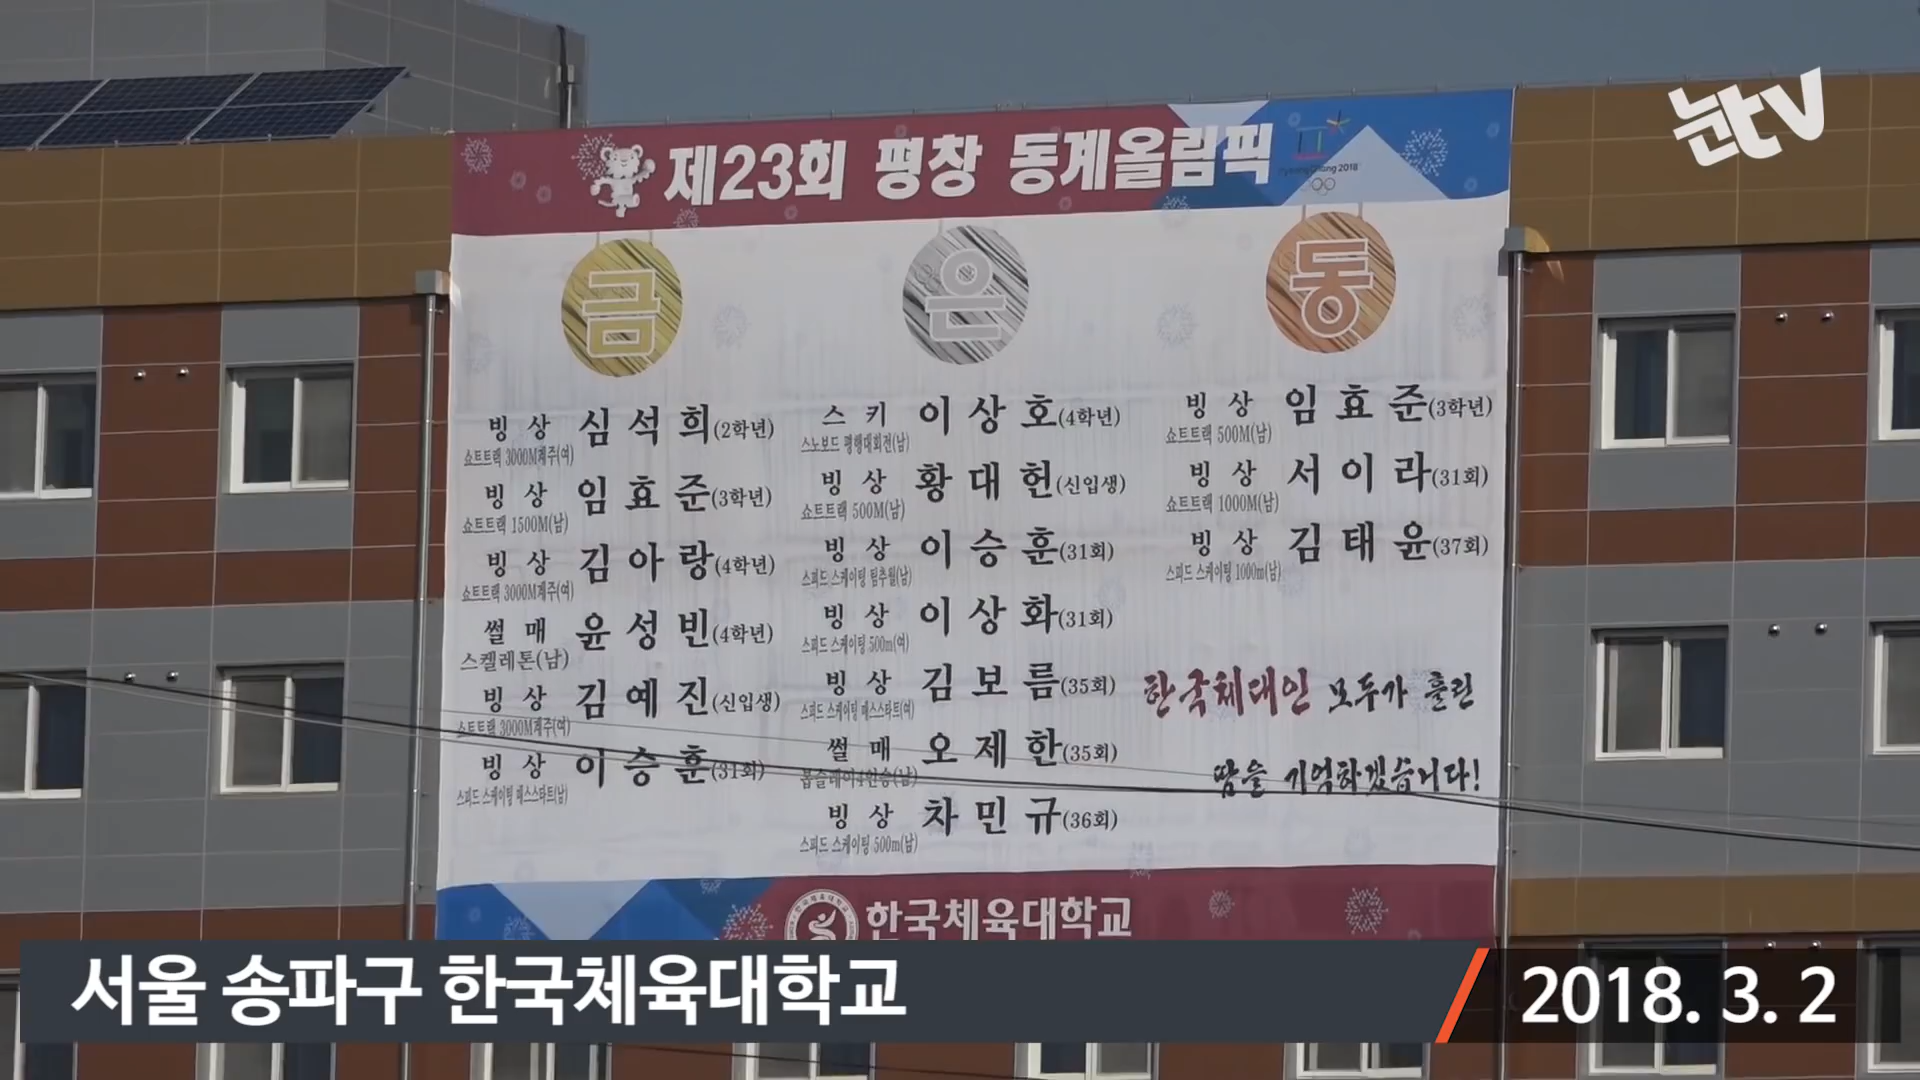 눈tv
제23회 평창 동계올림픽
PyeongChang 2018
금
빙상 심석희(2학년)
쇼트트랙 3000M계주(여)
빙상 임효준(3학년)
쇼트트랙 1500M(남)
빙상 김아랑(4학년)
쇼트트랙 3000M계주(여)
썰매 윤성빈(4학년)
스켈레톤(남)
빙상 김예진(신입생)
쇼트트랙 3000M계주(여)
빙상 이승훈(31회)
스피드 스케이팅 매스스타트(남)
은
스키 이상호(4학년)
스노보드 평행대회전(남)
빙상 황대헌(신입생)
쇼트트랙 500M(남)
빙상 이승훈(31회)
스피드 스케이팅 팀추월(남)
빙상 이상화(31회)
스피드 스케이팅 500m(여)
빙상 김보름(35회)
스피드 스케이팅 매스스타트(여)
썰매 오제한(35회)
봅슬레이4인승(남)
빙상 차민규(36회)
스피드 스케이팅 500m(남)
동
빙상 임효준(3학년)
쇼트트랙 500M(남)
빙상 서이라(31회)
쇼트트랙 1000M(남)
빙상 김태윤(37회)
스피드 스케이팅 1000m(남)
한국체대인 모두가 흘린
땀을 기억하겠습니다!
한국체육대학교
서울 송파구 한국체육대학교
2018. 3. 2